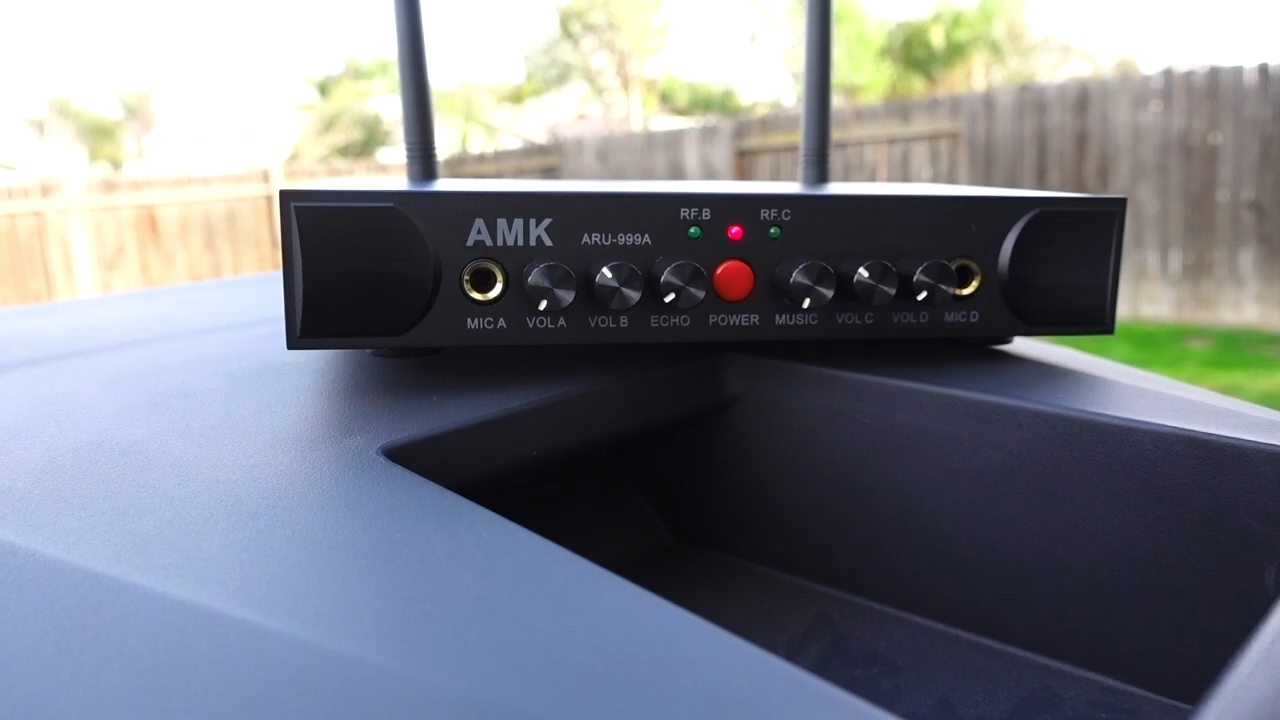 RF.B RF.C
AMK ARU-999A
MIC A VOL A VOL B ECHO POWER MUSIC VOL C VOL D MIC D